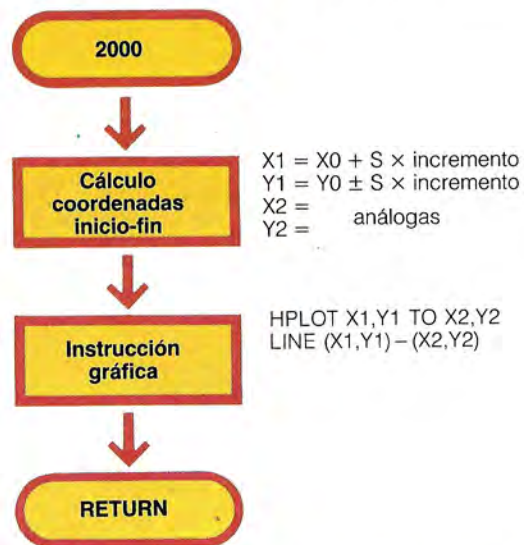 2000
Cálculo
coordenadas
inicio-fin
X1 = X0 + S × incremento
Y1 = Y0 ± S × incremento
X2 =
análogas
Y2 =
Instrucción
gráfica
HPLOT X1,Y1 TO X2,Y2
LINE (X1,Y1) – (X2,Y2)
RETURN